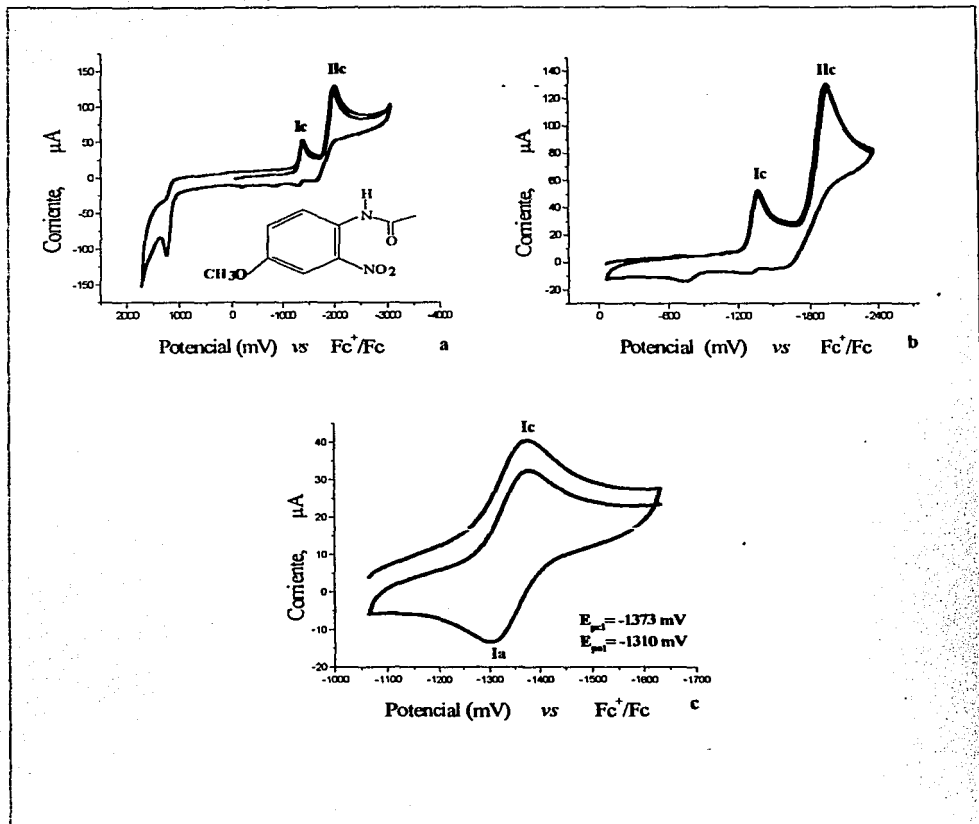 IIc
Ic
150
100
50
0
-50
-100
-150
Corriente, µA
H
N
O
CH3O
NO2
2000 1000 0 -1000 -2000 -3000 -4000
Potencial (mV) vs Fc+/Fc a
IIc
Ic
140
120
100
80
60
40
20
0
-20
Corriente, µA
0 -600 -1200 -1800 -2400
Potencial (mV) vs Fc+/Fc b
Ic
40
30
20
10
0
-10
-20
Corriente, µA
Epc1= -1373 mV
Epa1= -1310 mV
Ia
-1000 -1100 -1200 -1300 -1400 -1500 -1600 -1700
Potencial (mV) vs Fc+/Fc c